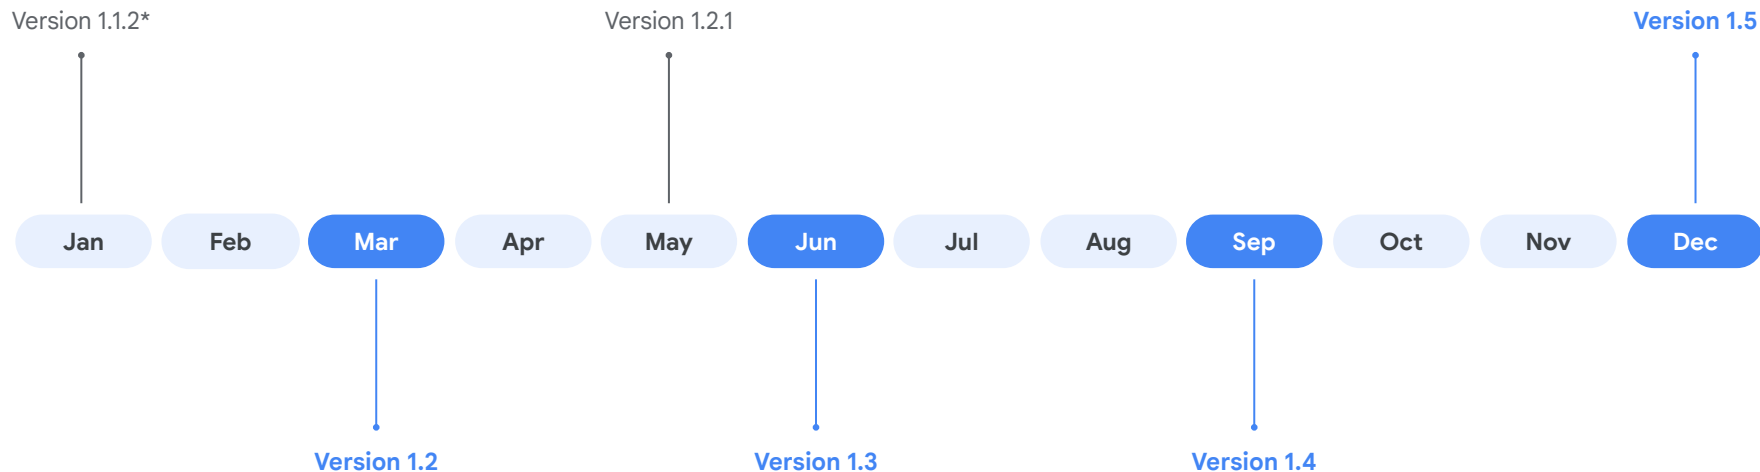 Version 1.1.2*
Version 1.2.1
Version 1.5
Jan
Feb
Mar
Apr
May
Jun
Jul
Aug
Sep
Oct
Nov
Dec
Version 1.2
Version 1.3
Version 1.4